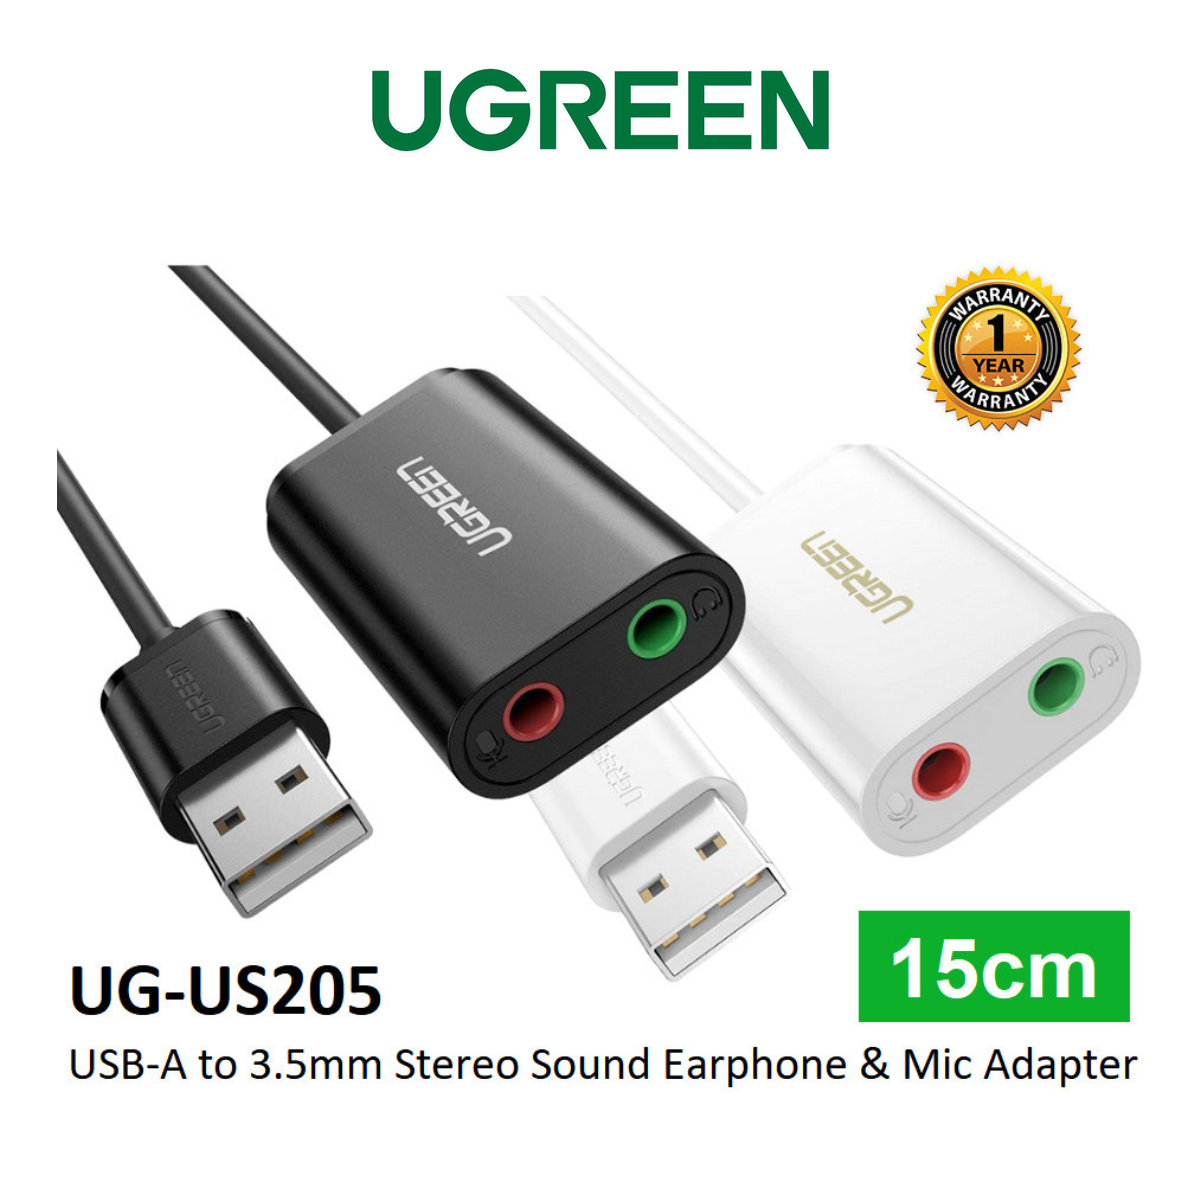 UGREEN
WARRANTY
1
YEAR
WARRANTY
UGREEN
UGREEN
UGREEN
UGREEN
15cm
UG-US205
USB-A to 3.5mm Stereo Sound Earphone & Mic Adapter